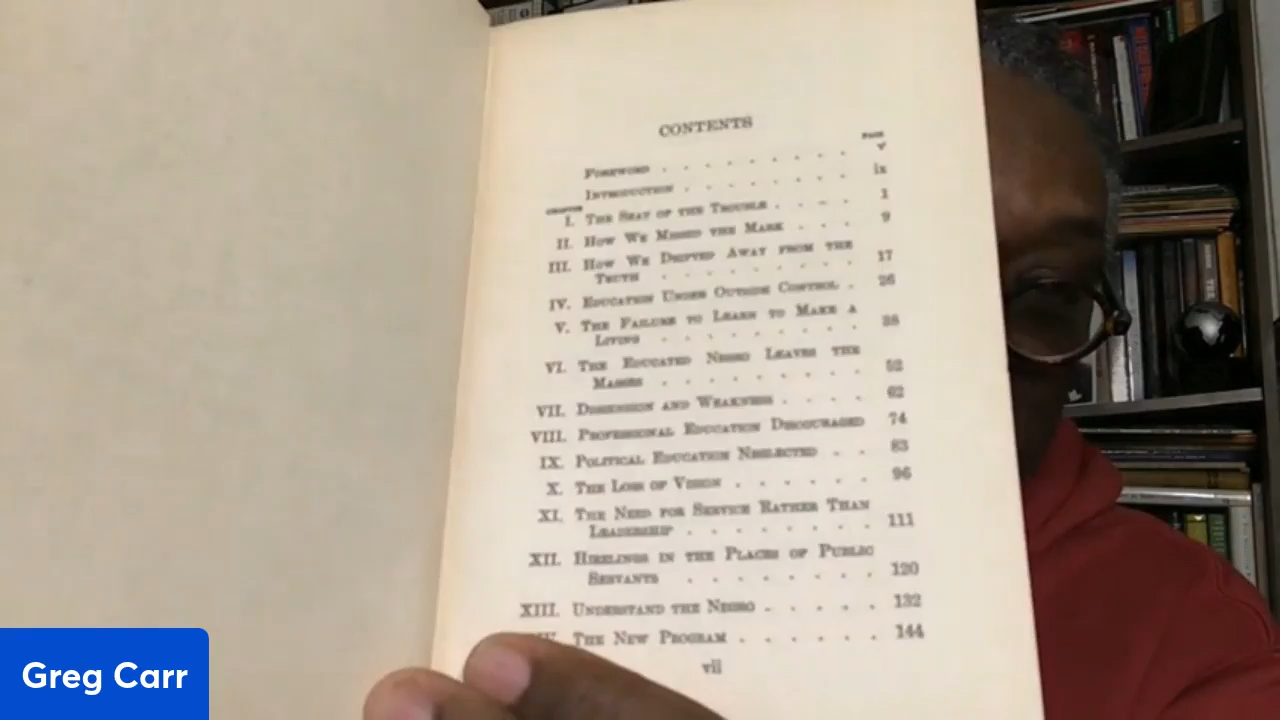 CONTENTS
PAGE
FOREWORD . . . . . . . . . v
INTRODUCTION . . . . . . . . ix
CHAPTER
I. THE SEAT OF THE TROUBLE . . . . 1
II. HOW WE MISSED THE MARK . . . 9
III. HOW WE DRIFTED AWAY FROM THE
TRUTH . . . . . . . . . 17
IV. EDUCATION UNDER OUTSIDE CONTROL . 26
V. THE FAILURE TO LEARN TO MAKE A
LIVING . . . . . . . . . 38
VI. THE EDUCATED NEGRO LEAVES THE
MASSES . . . . . . . . . 52
VII. DISSENSION AND WEAKNESS . . . . 62
VIII. PROFESSIONAL EDUCATION DISCOURAGED 74
IX. POLITICAL EDUCATION NEGLECTED . . 83
X. THE LOSS OF VISION . . . . . . 96
XI. THE NEED FOR SERVICE RATHER THAN
LEADERSHIP . . . . . . . . 111
XII. HIRELINGS IN THE PLACES OF PUBLIC
SERVANTS . . . . . . . . 120
XIII. UNDERSTAND THE NEGRO . . . . . 132
THE NEW PROGRAM . . . . . . 144
vii
Greg Carr